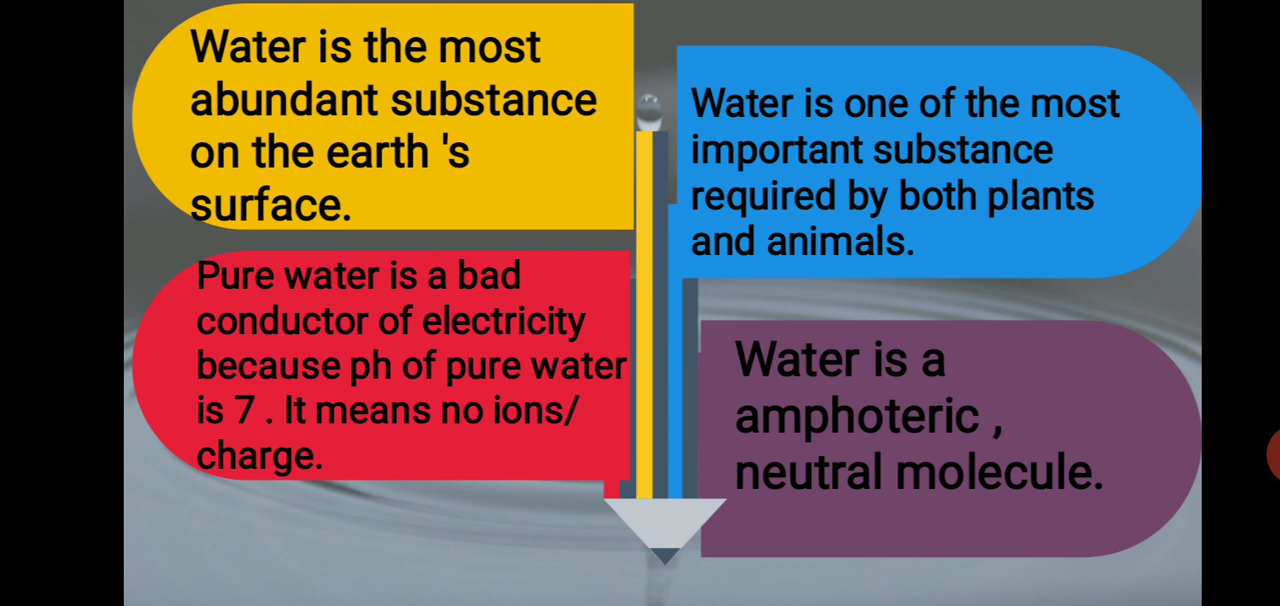 Water is the most
abundant substance
on the earth 's
surface.
Water is one of the most
important substance
required by both plants
and animals.
Pure water is a bad
conductor of electricity
because ph of pure water
is 7 . It means no ions/
charge.
Water is a
amphoteric ,
neutral molecule.